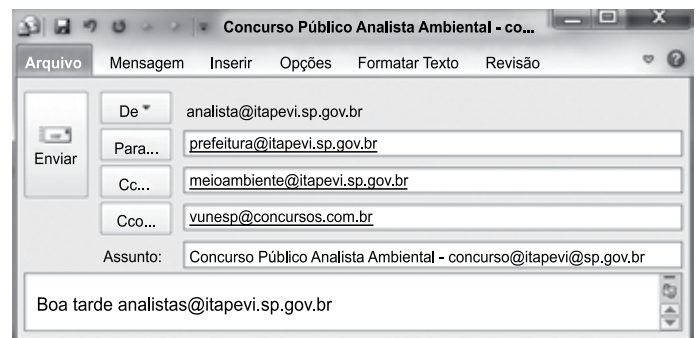 Concurso Público Analista Ambiental - co...
Arquivo Mensagem Inserir Opções Formatar Texto Revisão
De analista@itapevi.sp.gov.br
Enviar
Para... prefeitura@itapevi.sp.gov.br
Cc... meioambiente@itapevi.sp.gov.br
Cco... vunesp@concursos.com.br
Assunto: Concurso Público Analista Ambiental - concurso@itapevi@sp.gov.br
Boa tarde analistas@itapevi.sp.gov.br